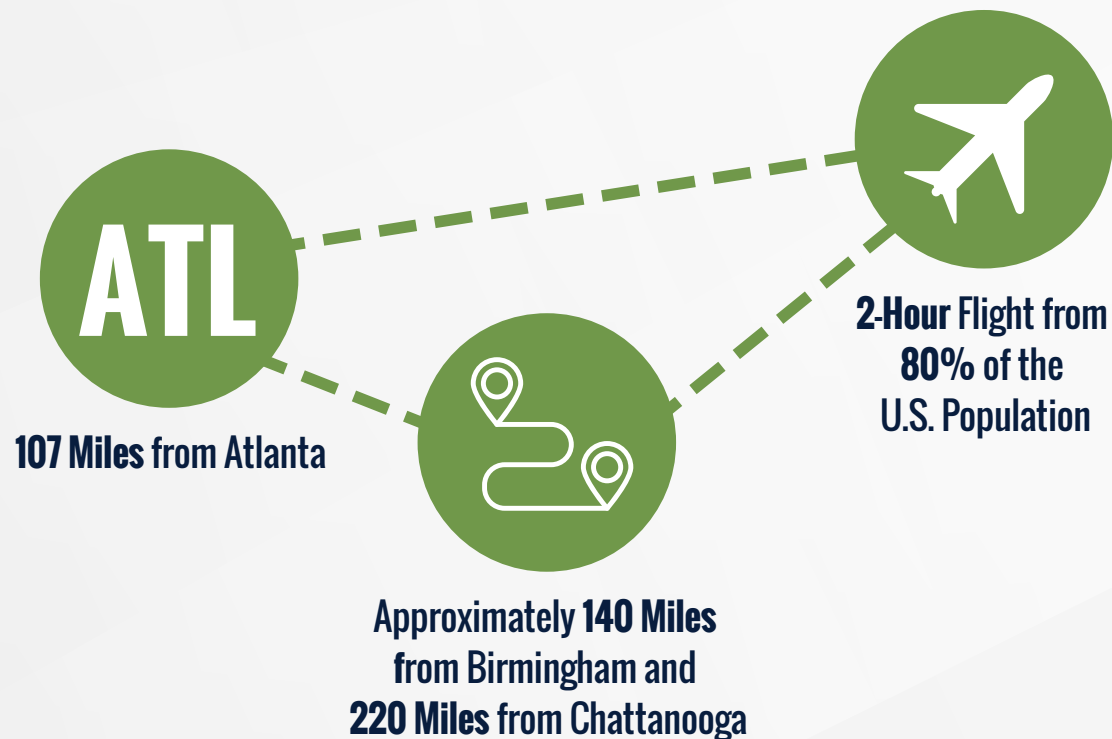 ATL
107 Miles from Atlanta
Approximately 140 Miles
from Birmingham and
220 Miles from Chattanooga
2-Hour Flight from
80% of the
U.S. Population